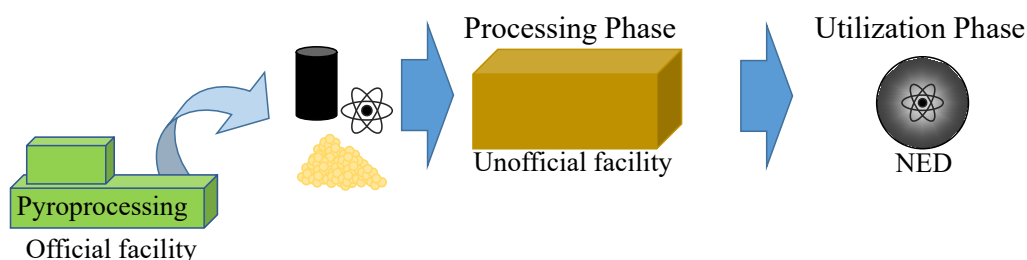 Processing Phase
Utilization Phase
Unofficial facility
NED
Pyroprocessing
Official facility